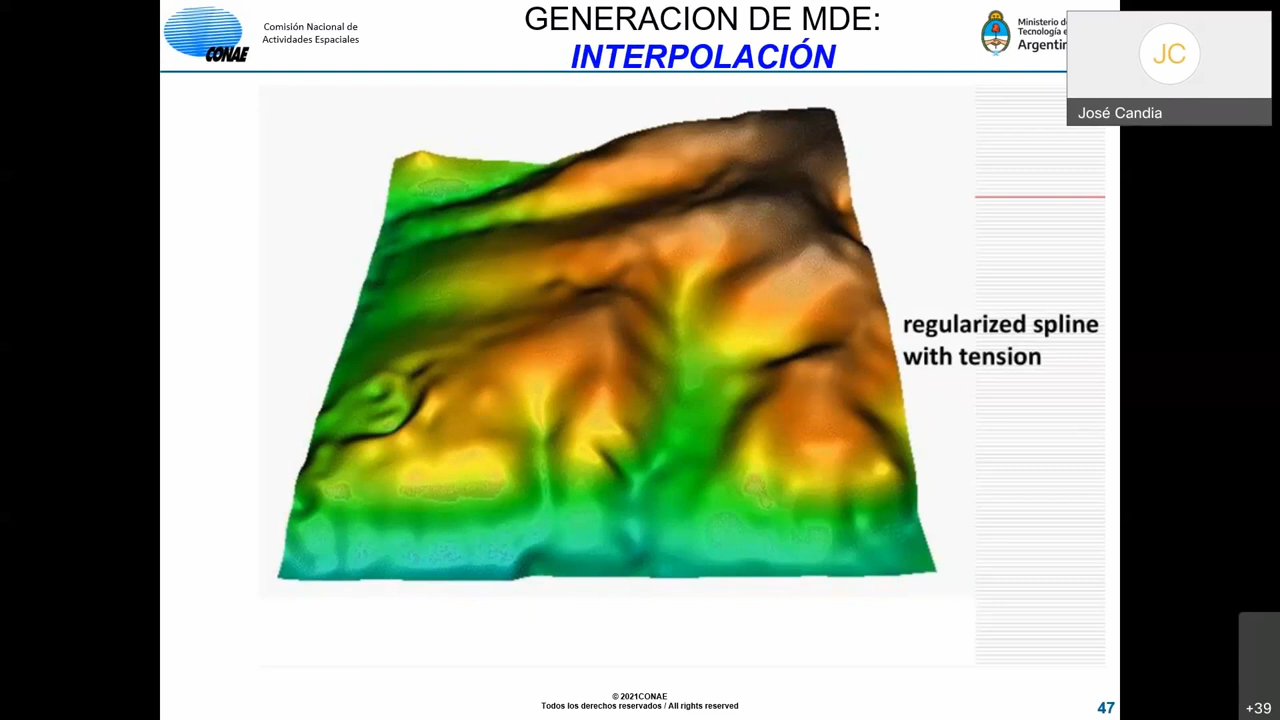 CONAE
Comisión Nacional de
Actividades Espaciales
GENERACION DE MDE:
INTERPOLACIÓN
Ministerio de
Tecnología e
Argentin
JC
José Candia
regularized spline
with tension
© 2021CONAE
Todos los derechos reservados / All rights reserved
47
+39